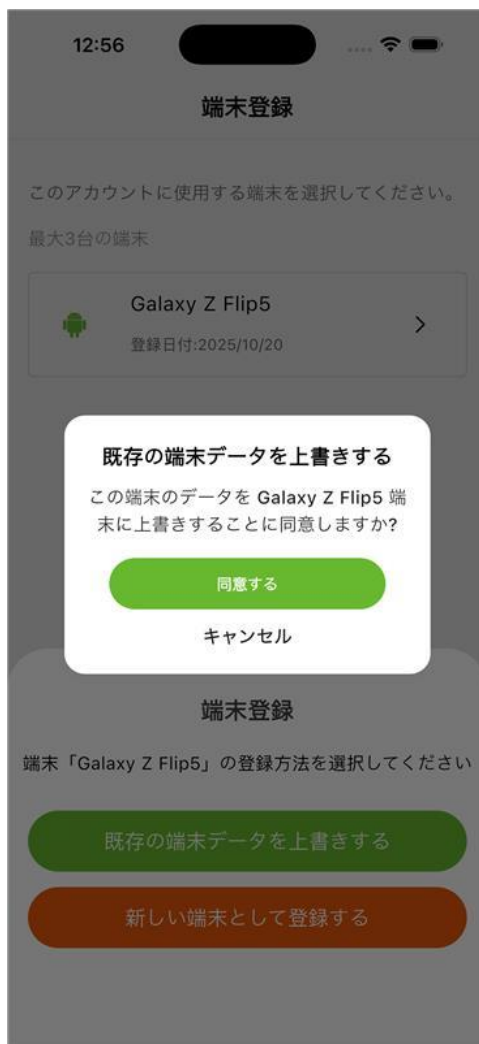 12:56
端末登録
このアカウントに使用する端末を選択してください。
最大3台の端末
Galaxy Z Flip5
登録日付:2025/10/20
既存の端末データを上書きする
この端末のデータを Galaxy Z Flip5 端
末に上書きすることに同意しますか?
同意する
キャンセル
端末登録
端末「Galaxy Z Flip5」の登録方法を選択してください
既存の端末データを上書きする
新しい端末として登録する